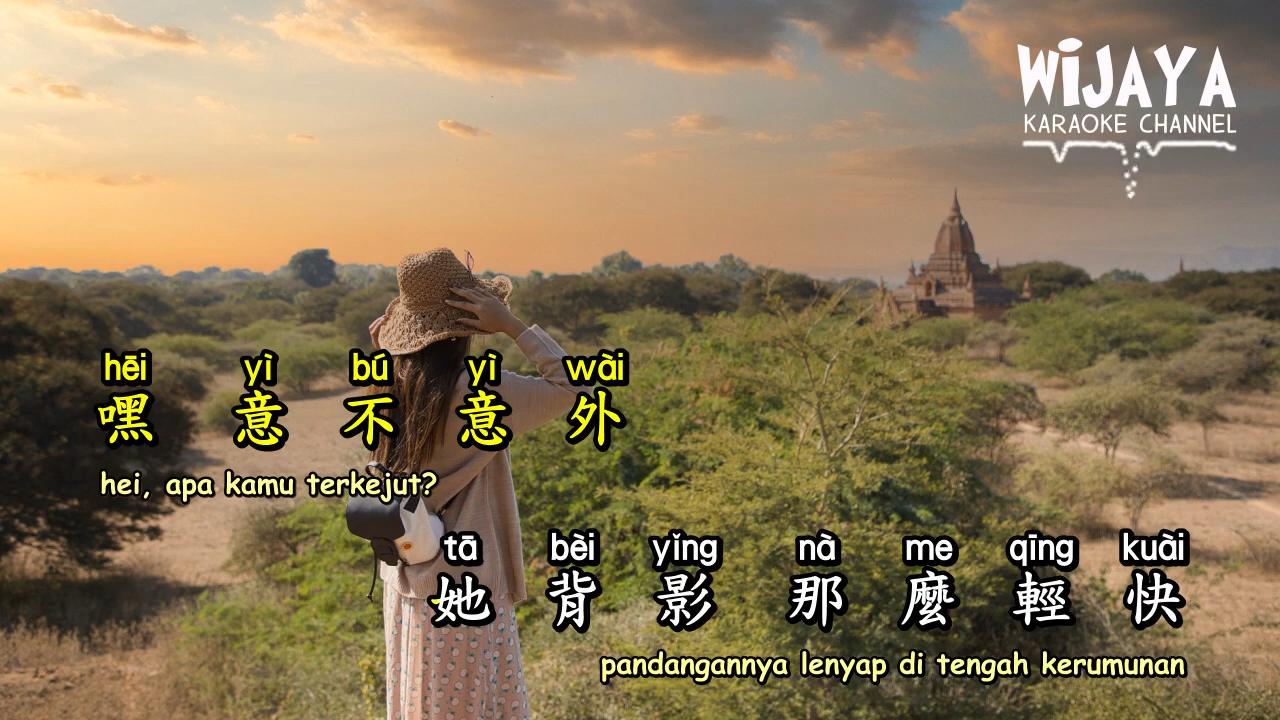 WiJAYA
KARAOKE CHANNEL
hēi yì bú yì wài
嘿 意 不 意 外
hei, apa kamu terkejut?
tā bèi yǐng nà me qīng kuài
她 背 影 那 麼 輕 快
pandangannya lenyap di tengah kerumunan